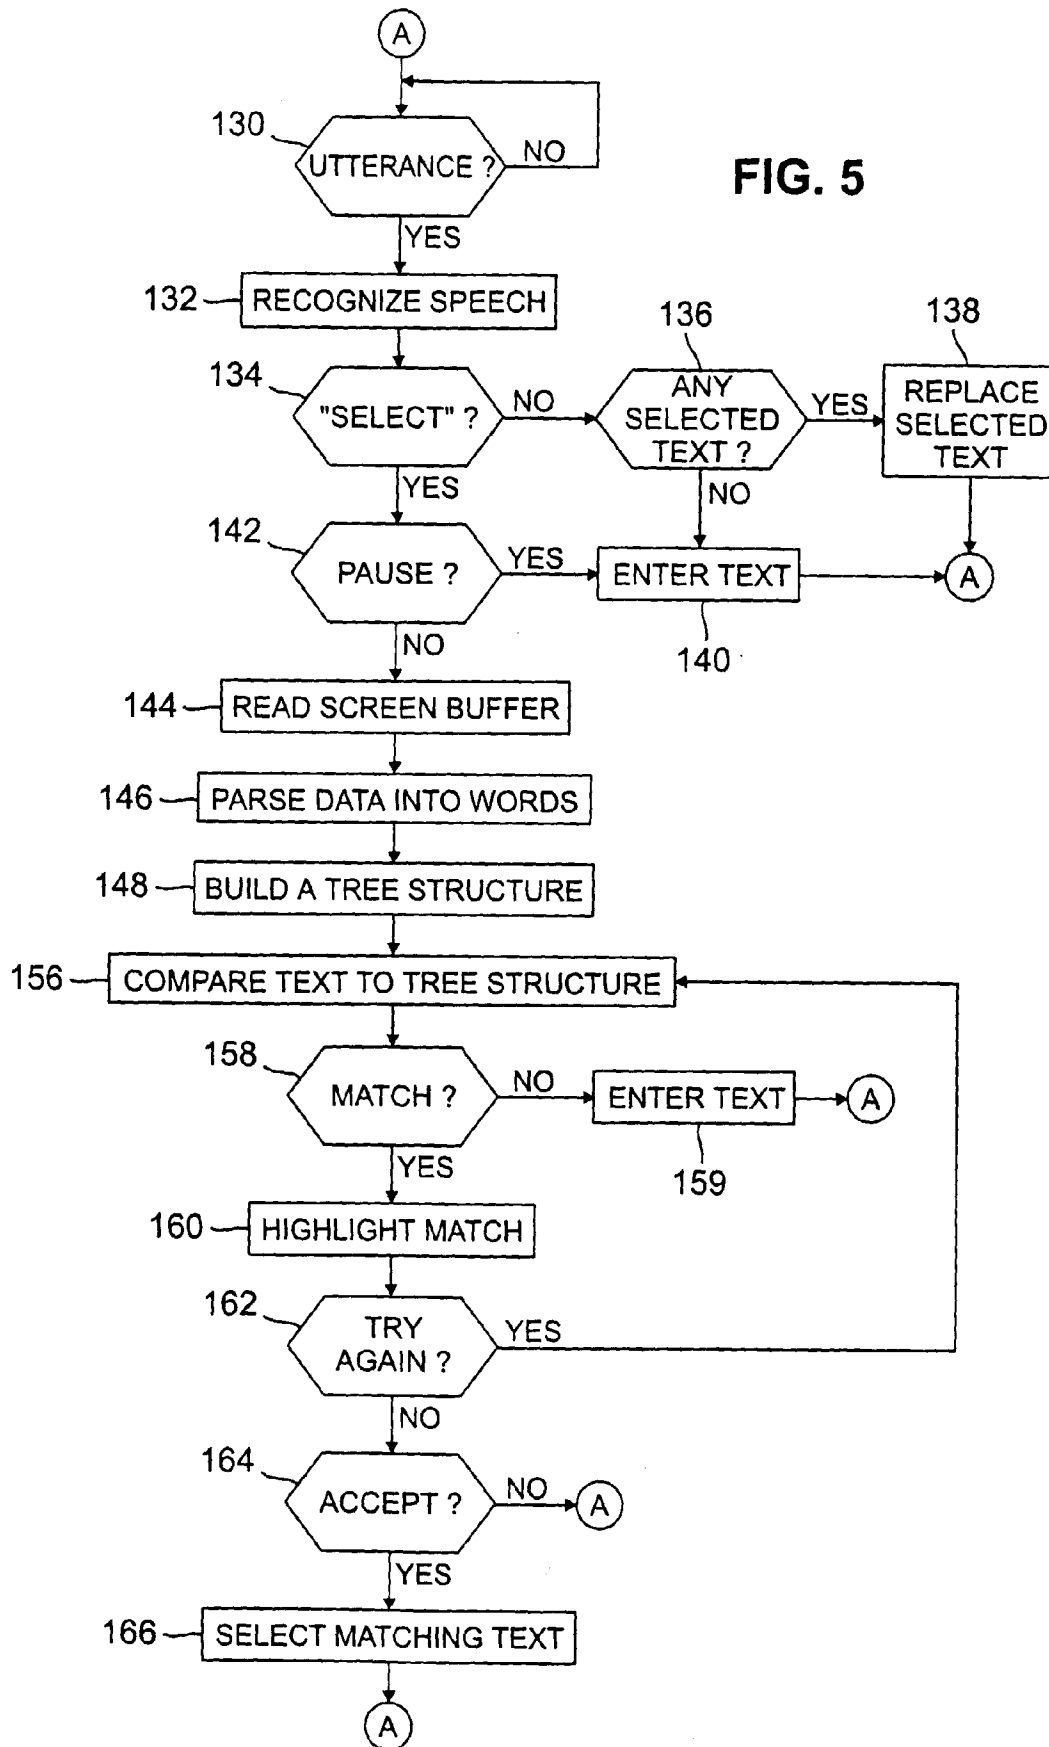 A
130
UTTERANCE ?
NO
FIG. 5
YES
132
RECOGNIZE SPEECH
136
138
134
"SELECT" ?
NO
ANY
SELECTED
TEXT ?
YES
REPLACE
SELECTED
TEXT
YES
NO
142
PAUSE ?
YES
ENTER TEXT
A
140
NO
144
READ SCREEN BUFFER
146
PARSE DATA INTO WORDS
148
BUILD A TREE STRUCTURE
156
COMPARE TEXT TO TREE STRUCTURE
158
MATCH ?
NO
ENTER TEXT
A
159
YES
160
HIGHLIGHT MATCH
162
TRY
AGAIN ?
YES
NO
164
ACCEPT ?
NO
A
YES
166
SELECT MATCHING TEXT
A